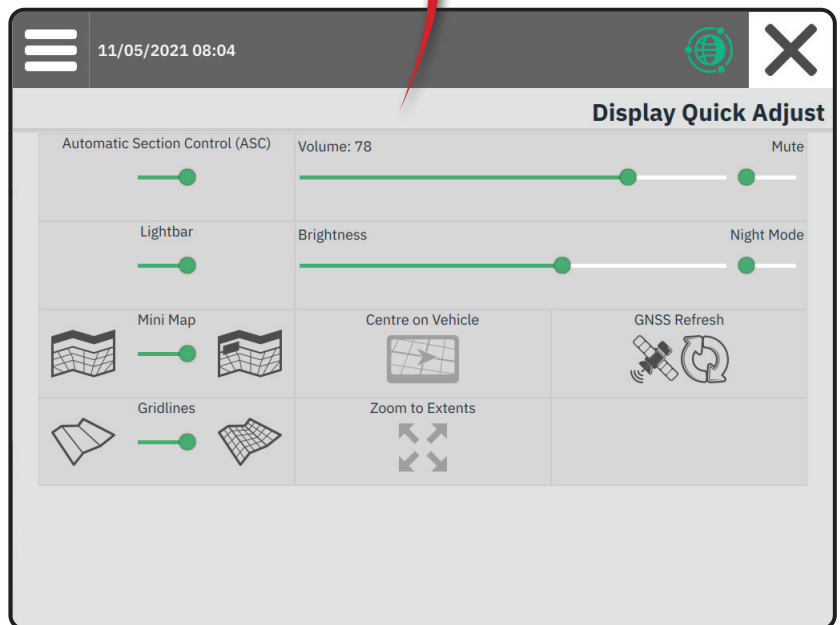 11/05/2021 08:04
Display Quick Adjust
Automatic Section Control (ASC)
Volume: 78
Mute
Lightbar
Brightness
Night Mode
Mini Map
Centre on Vehicle
GNSS Refresh
Gridlines
Zoom to Extents